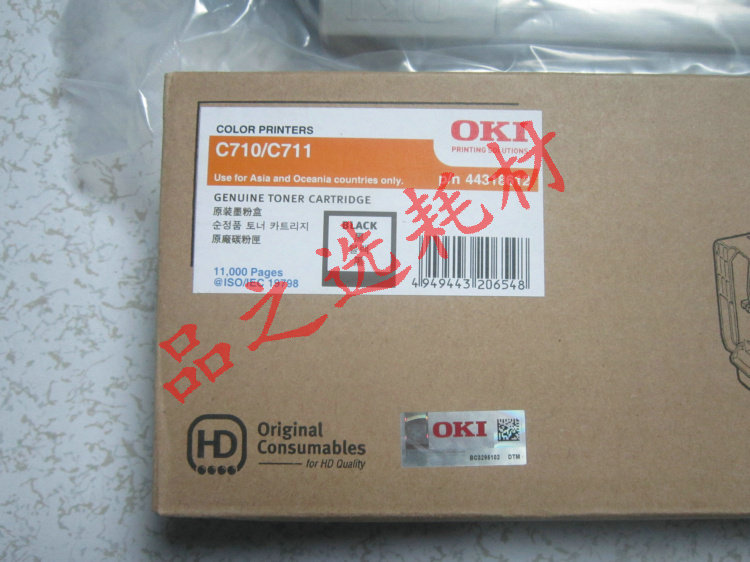 COLOR PRINTERS
C710/C711
OKI
PRINTING SOLUTIONS
Use for Asia and Oceania countries only.
p/n
GENUINE TONER CARTRIDGE
原装墨粉盒
순정품 토너 카트리지
原廠碳粉匣
BLACK
11,000 Pages
@ISO/IEC 19798
4 949443 206548
品之选耗材
HD
Original
Consumables
for HD Quality
OKI
BC3295102 DTM